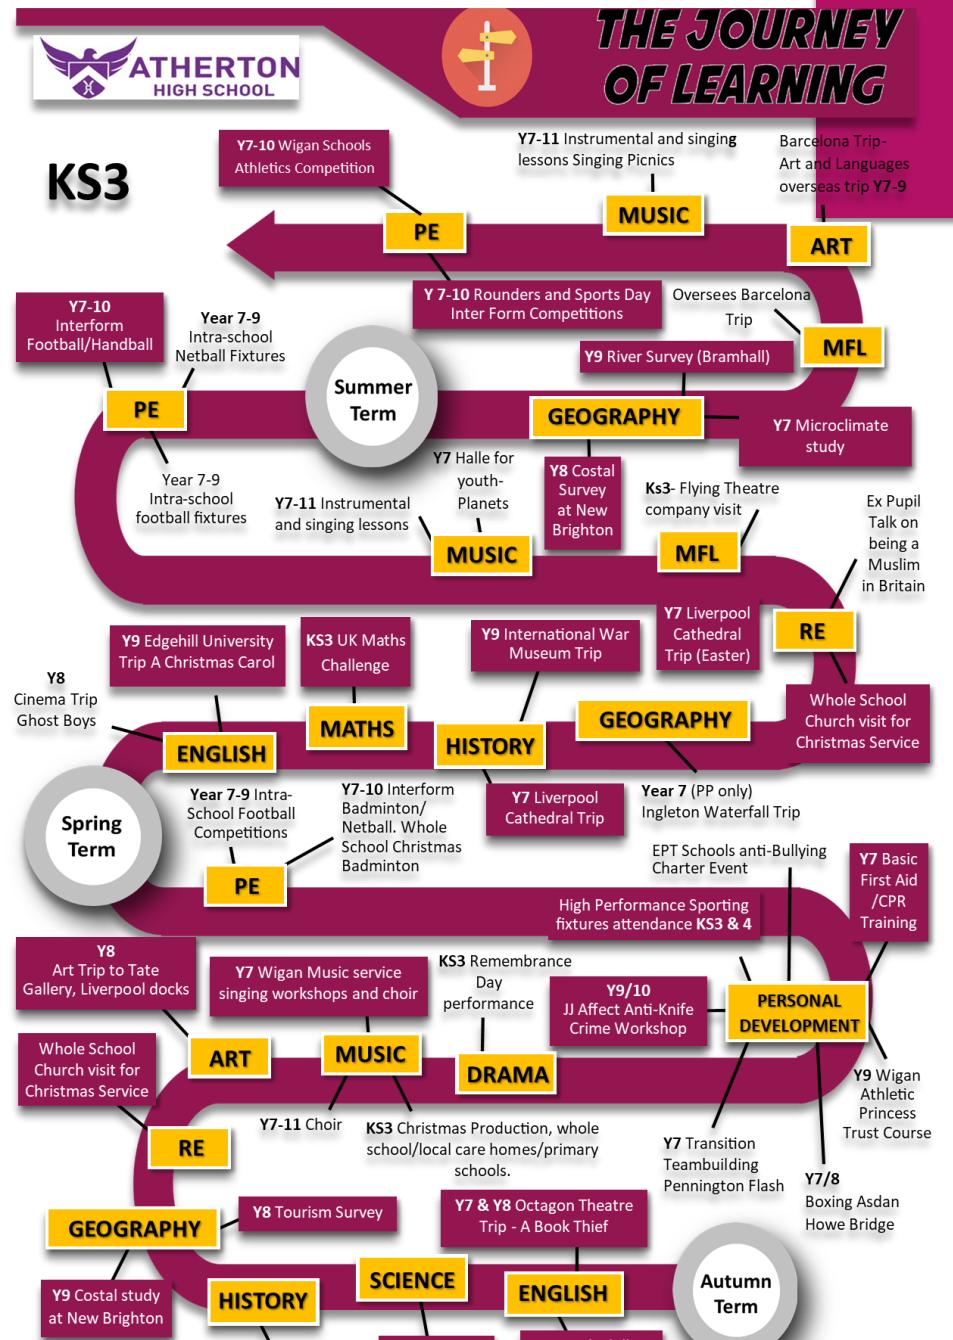 THE JOURNEY
OF LEARNING
ATHERTON
HIGH SCHOOL
KS3
Y7-10 Wigan Schools
Athletics Competition
Y7-11 Instrumental and singing
lessons Singing Picnics
Barcelona Trip-
Art and Languages
overseas trip Y7-9
PE
MUSIC
ART
Y 7-10 Rounders and Sports Day
Inter Form Competitions
Oversees Barcelona
Trip
MFL
Y7-10
Interform
Football/Handball
Year 7-9
Intra-school
Netball Fixtures
PE
Summer
Term
Y9 River Survey (Bramhall)
GEOGRAPHY
Y7 Microclimate
study
Year 7-9
Intra-school
football fixtures
Y7-11 Instrumental
and singing lessons
Y7 Halle for
youth-
Planets
MUSIC
Y8 Costal
Survey
at New
Brighton
Ks3- Flying Theatre
company visit
MFL
Ex Pupil
Talk on
being a
Muslim
in Britain
RE
Y7 Liverpool
Cathedral
Trip (Easter)
Whole School
Church visit for
Christmas Service
Y8
Cinema Trip
Ghost Boys
Y9 Edgehill University
Trip A Christmas Carol
ENGLISH
KS3 UK Maths
Challenge
MATHS
Y9 International War
Museum Trip
HISTORY
GEOGRAPHY
Y7 Liverpool
Cathedral Trip
Year 7 (PP only)
Ingleton Waterfall Trip
Spring
Term
Year 7-9 Intra-
School Football
Competitions
Y7-10 Interform
Badminton/
Netball. Whole
School Christmas
Badminton
PE
EPT Schools anti-Bullying
Charter Event
Y7 Basic
First Aid
/CPR
Training
High Performance Sporting
fixtures attendance KS3 & 4
Y9/10
JJ Affect Anti-Knife
Crime Workshop
PERSONAL
DEVELOPMENT
Y9 Wigan
Athletic
Princess
Trust Course
Y7 Transition
Teambuilding
Pennington Flash
Y7/8
Boxing Asdan
Howe Bridge
Y8
Art Trip to Tate
Gallery, Liverpool docks
ART
Y7 Wigan Music service
singing workshops and choir
MUSIC
KS3 Remembrance
Day
performance
DRAMA
Y7-11 Choir
KS3 Christmas Production, whole
school/local care homes/primary
schools.
Whole School
Church visit for
Christmas Service
RE
GEOGRAPHY
Y8 Tourism Survey
Y9 Costal study
at New Brighton
Y7 & Y8 Octagon Theatre
Trip - A Book Thief
HISTORY
SCIENCE
ENGLISH
Autumn
Term